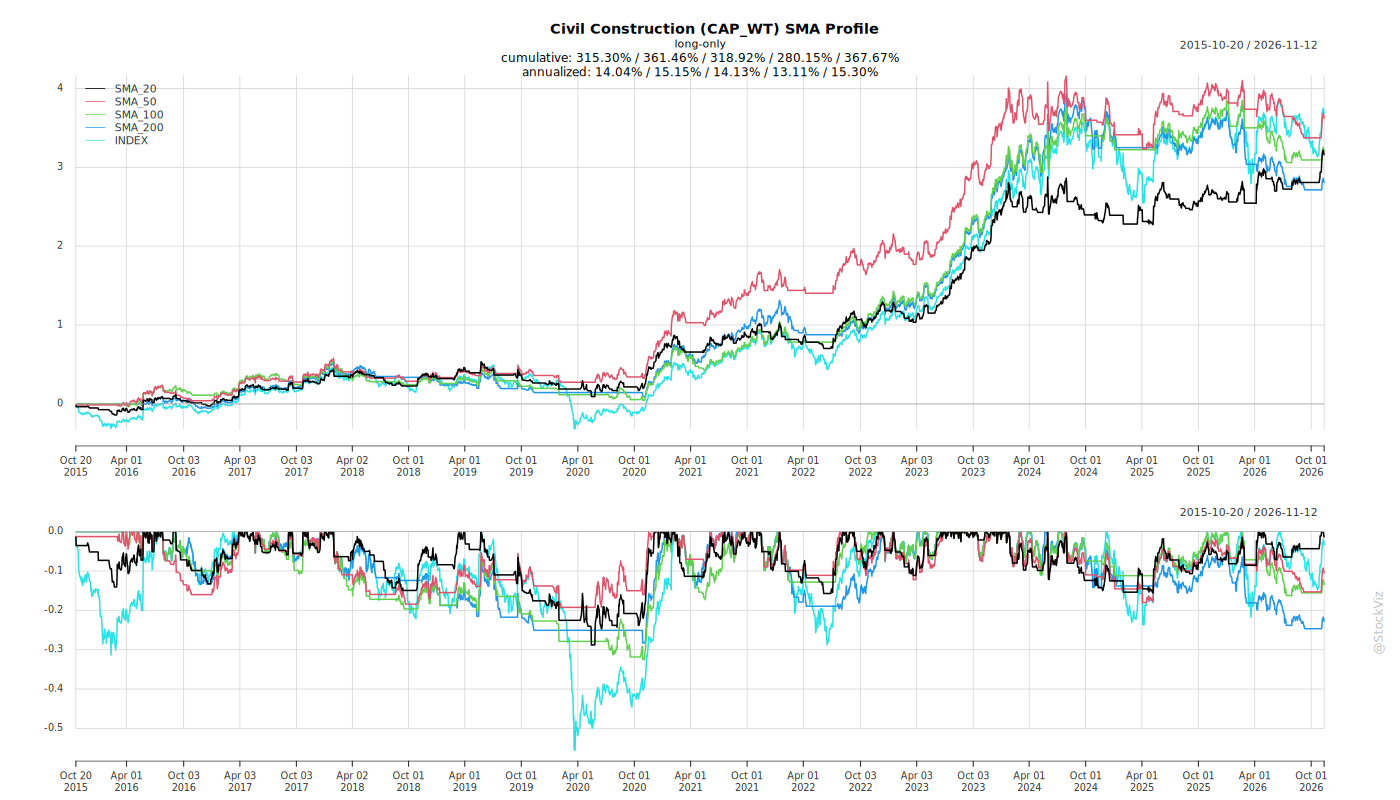 Civil Construction (CAP_WT) SMA Profile
long-only
cumulative: 315.30% / 361.46% / 318.92% / 280.15% / 367.67%
annualized: 14.04% / 15.15% / 14.13% / 13.11% / 15.30%
2015-10-20 / 2026-11-12
SMA_20
SMA_50
SMA_100
SMA_200
INDEX
4
3
2
1
0
Oct 20 Apr 01 Oct 03 Apr 03 Oct 03 Apr 02 Oct 01 Apr 01 Oct 01 Apr 01 Oct 01 Apr 01 Oct 01 Apr 01 Oct 03 Apr 03 Oct 03 Apr 01 Oct 01 Apr 01 Oct 01 Apr 01 Oct 01
2015 2016 2016 2017 2017 2018 2018 2019 2019 2020 2020 2021 2021 2022 2022 2023 2023 2024 2024 2025 2025 2026 2026
2015-10-20 / 2026-11-12
0.0
-0.1
-0.2
-0.3
-0.4
-0.5
Oct 20 Apr 01 Oct 03 Apr 03 Oct 03 Apr 02 Oct 01 Apr 01 Oct 01 Apr 01 Oct 01 Apr 01 Oct 01 Apr 01 Oct 03 Apr 03 Oct 03 Apr 01 Oct 01 Apr 01 Oct 01 Apr 01 Oct 01
2015 2016 2016 2017 2017 2018 2018 2019 2019 2020 2020 2021 2021 2022 2022 2023 2023 2024 2024 2025 2025 2026 2026
@StockViz